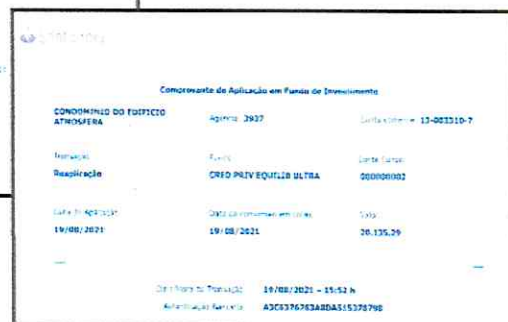 Comprovante de Aplicação em Fundo de Investimento
CONDOMINIO DO EDIFICIO ATMOSFERA
Agência: 3937
Conta Corrente: 13-003310-7
Transação
Fundo
Conta Fundo
Reaplicação
CRED PRIV EQUILIB ULTRA
000000002
Data de Aplicação
Data da conversão em cotas
Valor
19/08/2021
19/08/2021
20.135,29
Data/Hora da Transação 19/08/2021 - 15:52 h
Autenticação Bancária